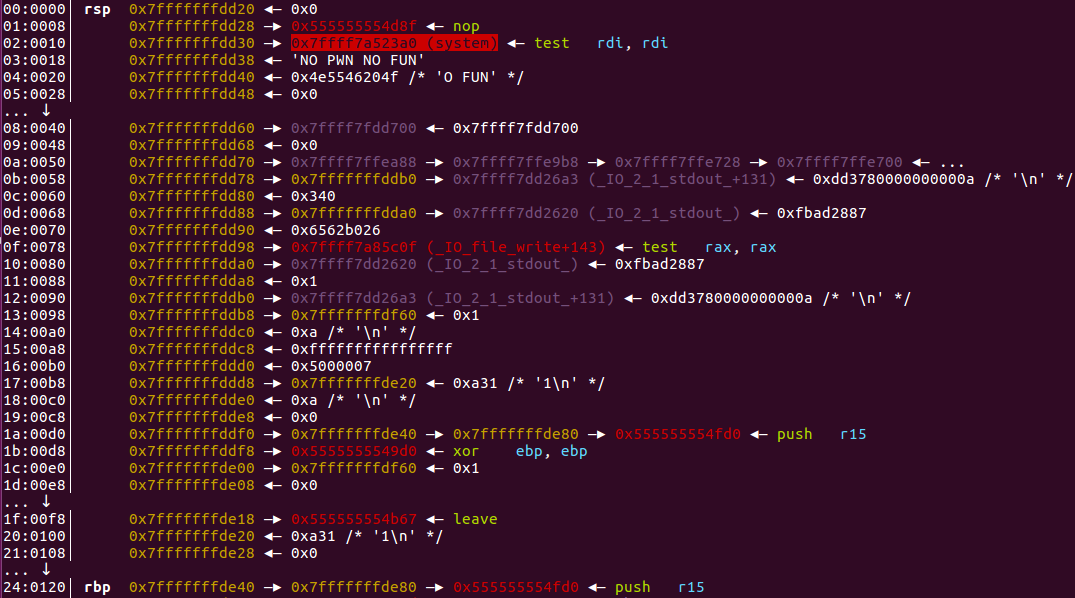 00:0000│ rsp 0x7fffffffdd20 ◂— 0x0
01:0008│ 0x7fffffffdd28 —▸ 0x555555554d8f ◂— nop
02:0010│ 0x7fffffffdd30 —▸ 0x7ffff7a523a0 (system) ◂— test rdi, rdi
03:0018│ 0x7fffffffdd38 ◂— 'NO PWN NO FUN'
04:0020│ 0x7fffffffdd40 ◂— 0x4e5546204f /* 'O FUN' */
05:0028│ 0x7fffffffdd48 ◂— 0x0
... ↓
08:0040│ 0x7fffffffdd60 —▸ 0x7ffff7fdd700 ◂— 0x7ffff7fdd700
09:0048│ 0x7fffffffdd68 ◂— 0x0
0a:0050│ 0x7fffffffdd70 —▸ 0x7ffff7ffea88 —▸ 0x7ffff7ffe9b8 —▸ 0x7ffff7ffe728 —▸ 0x7ffff7ffe700 ◂— ...
0b:0058│ 0x7fffffffdd78 —▸ 0x7fffffffddb0 —▸ 0x7ffff7dd26a3 (_IO_2_1_stdout_+131) ◂— 0xdd3780000000000a /* '\n' */
0c:0060│ 0x7fffffffdd80 ◂— 0x340
0d:0068│ 0x7fffffffdd88 —▸ 0x7fffffffdda0 —▸ 0x7ffff7dd2620 (_IO_2_1_stdout_) ◂— 0xfbad2887
0e:0070│ 0x7fffffffdd90 ◂— 0x6562b026
0f:0078│ 0x7fffffffdd98 —▸ 0x7ffff7a85c0f (_IO_file_write+143) ◂— test rax, rax
10:0080│ 0x7fffffffdda0 —▸ 0x7ffff7dd2620 (_IO_2_1_stdout_) ◂— 0xfbad2887
11:0088│ 0x7fffffffdda8 ◂— 0x1
12:0090│ 0x7fffffffddb0 —▸ 0x7ffff7dd26a3 (_IO_2_1_stdout_+131) ◂— 0xdd3780000000000a /* '\n' */
13:0098│ 0x7fffffffddb8 —▸ 0x7fffffffdf60 ◂— 0x1
14:00a0│ 0x7fffffffddc0 ◂— 0xa /* '\n' */
15:00a8│ 0x7fffffffddc8 ◂— 0xffffffffffffffff
16:00b0│ 0x7fffffffddd0 ◂— 0x5000007
17:00b8│ 0x7fffffffddd8 —▸ 0x7fffffffde20 ◂— 0xa31 /* '1\n' */
18:00c0│ 0x7fffffffdde0 ◂— 0xa /* '\n' */
19:00c8│ 0x7fffffffdde8 ◂— 0x0
1a:00d0│ 0x7fffffffddf0 —▸ 0x7fffffffde40 —▸ 0x7fffffffde80 —▸ 0x555555554fd0 ◂— push r15
1b:00d8│ 0x7fffffffddf8 —▸ 0x5555555549d0 ◂— xor ebp, ebp
1c:00e0│ 0x7fffffffde00 —▸ 0x7fffffffdf60 ◂— 0x1
1d:00e8│ 0x7fffffffde08 ◂— 0x0
... ↓
1f:00f8│ 0x7fffffffde18 —▸ 0x555555554b67 ◂— leave
20:0100│ 0x7fffffffde20 ◂— 0xa31 /* '1\n' */
21:0108│ 0x7fffffffde28 ◂— 0x0
... ↓
24:0120│ rbp 0x7fffffffde40 —▸ 0x7fffffffde80 —▸ 0x555555554fd0 ◂— push r15